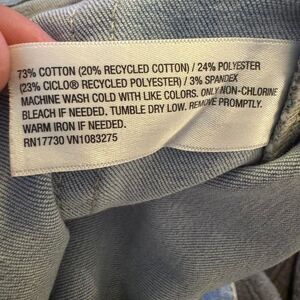 73% COTTON (20% RECYCLED COTTON) / 24% POLYESTER
(23% CICLO® RECYCLED POLYESTER) / 3% SPANDEX
MACHINE WASH COLD WITH LIKE COLORS. ONLY NON-CHLORINE
BLEACH IF NEEDED. TUMBLE DRY LOW. REMOVE PROMPTLY.
WARM IRON IF NEEDED.
RN17730 VN1083275